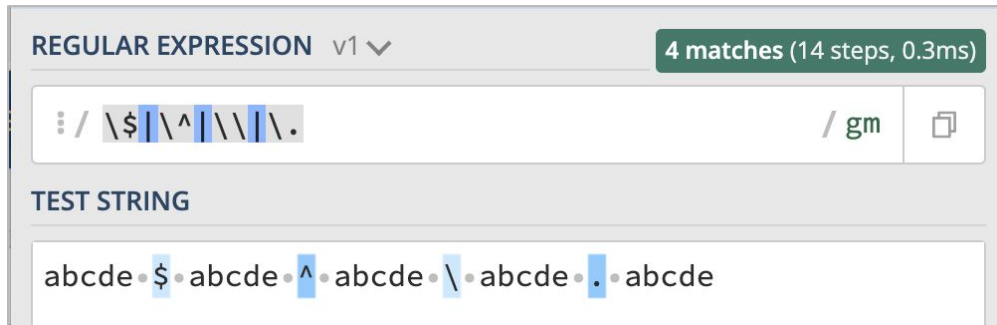 REGULAR EXPRESSION v1
4 matches (14 steps, 0.3ms)
/ \$|\^|\\|\. / gm
TEST STRING
abcde·$·abcde·^·abcde·\·abcde·.·abcde